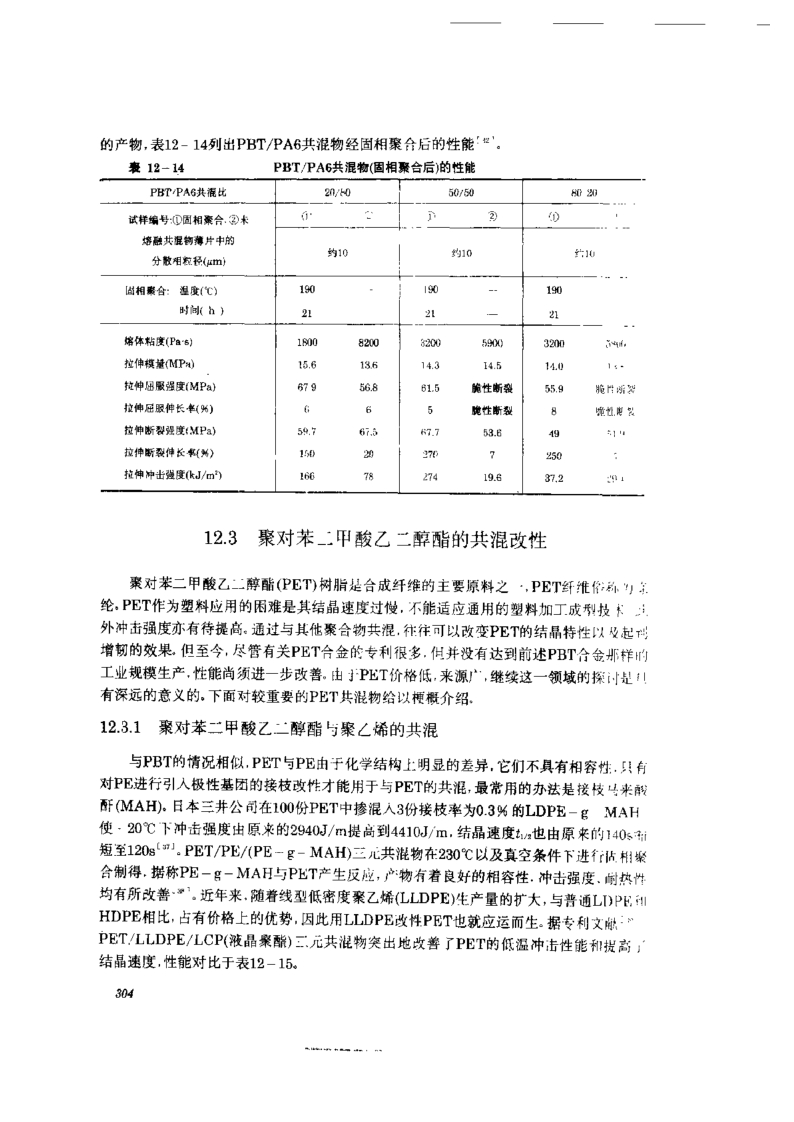 的产物,表12-14列出PBT/PA6共混物经固相聚合后的性能[42]。
表 12-14 PBT/PA6共混物(固相聚合后)的性能
PBT/PA6共混比 20/80 50/50 80/20
试样编号:①固相聚合,②未 ① ② ① ② ①
熔融共混物薄片中的
分散相粒径(μm) 约10 约10 约10
固相聚合: 温度(℃) 190 - 190 — 190
时间( h ) 21 21 — 21
熔体粘度(Pa·s) 1800 8200 3200 5900 3200
拉伸模量(MPa) 15.6 13.6 14.3 14.5 14.0
拉伸屈服强度(MPa) 67.9 56.8 61.5 脆性断裂 55.9 脆性断裂
拉伸屈服伸长率(%) 6 6 5 脆性断裂 8 脆性断裂
拉伸断裂强度(MPa) 59.7 67.5 67.7 53.6 49
拉伸断裂伸长率(%) 150 20 270 7 250
拉伸冲击强度(kJ/m²) 166 78 274 19.6 37.2
12.3 聚对苯二甲酸乙二醇酯的共混改性
聚对苯二甲酸乙二醇酯(PET)树脂是合成纤维的主要原料之一,PET纤维俗称为涤
纶。PET作为塑料应用的困难是其结晶速度过慢,不能适应通用的塑料加工成型技术
外冲击强度亦有待提高。通过与其他聚合物共混,往往可以改变PET的结晶特性以及起到
增韧的效果。但至今,尽管有关PET合金的专利很多,但并没有达到前述PBT合金那样的
工业规模生产,性能尚须进一步改善。由于PET价格低,来源广,继续这一领域的探讨是
有深远的意义的。下面对较重要的PET共混物给以梗概介绍。
12.3.1 聚对苯二甲酸乙二醇酯与聚乙烯的共混
与PBT的情况相似,PET与PE由于化学结构上明显的差异,它们不具有相容性,只有
对PE进行引入极性基团的接枝改性才能用于与PET的共混,最常用的办法是接枝马来酸
酐(MAH)。日本三井公司在100份PET中掺混入3份接枝率为0.3%的LDPE-g MAH
使-20℃下冲击强度由原来的2940J/m提高到4410J/m,结晶速度t1/2也由原来的140s缩
短至120s[37]。PET/PE/(PE-g-MAH)三元共混物在230℃以及真空条件下进行固相聚
合制得,据称PE-g-MAH与PET产生反应,产物有着良好的相容性,冲击强度、耐热性
均有所改善 。近年来,随着线型低密度聚乙烯(LLDPE)生产量的扩大,与普通LDPE和
HDPE相比,占有价格上的优势,因此用LLDPE改性PET也就应运而生。据专利文献
PET/LLDPE/LCP(液晶聚酯)三元共混物突出地改善了PET的低温冲击性能和提高了
结晶速度,性能对比于表12-15。
304